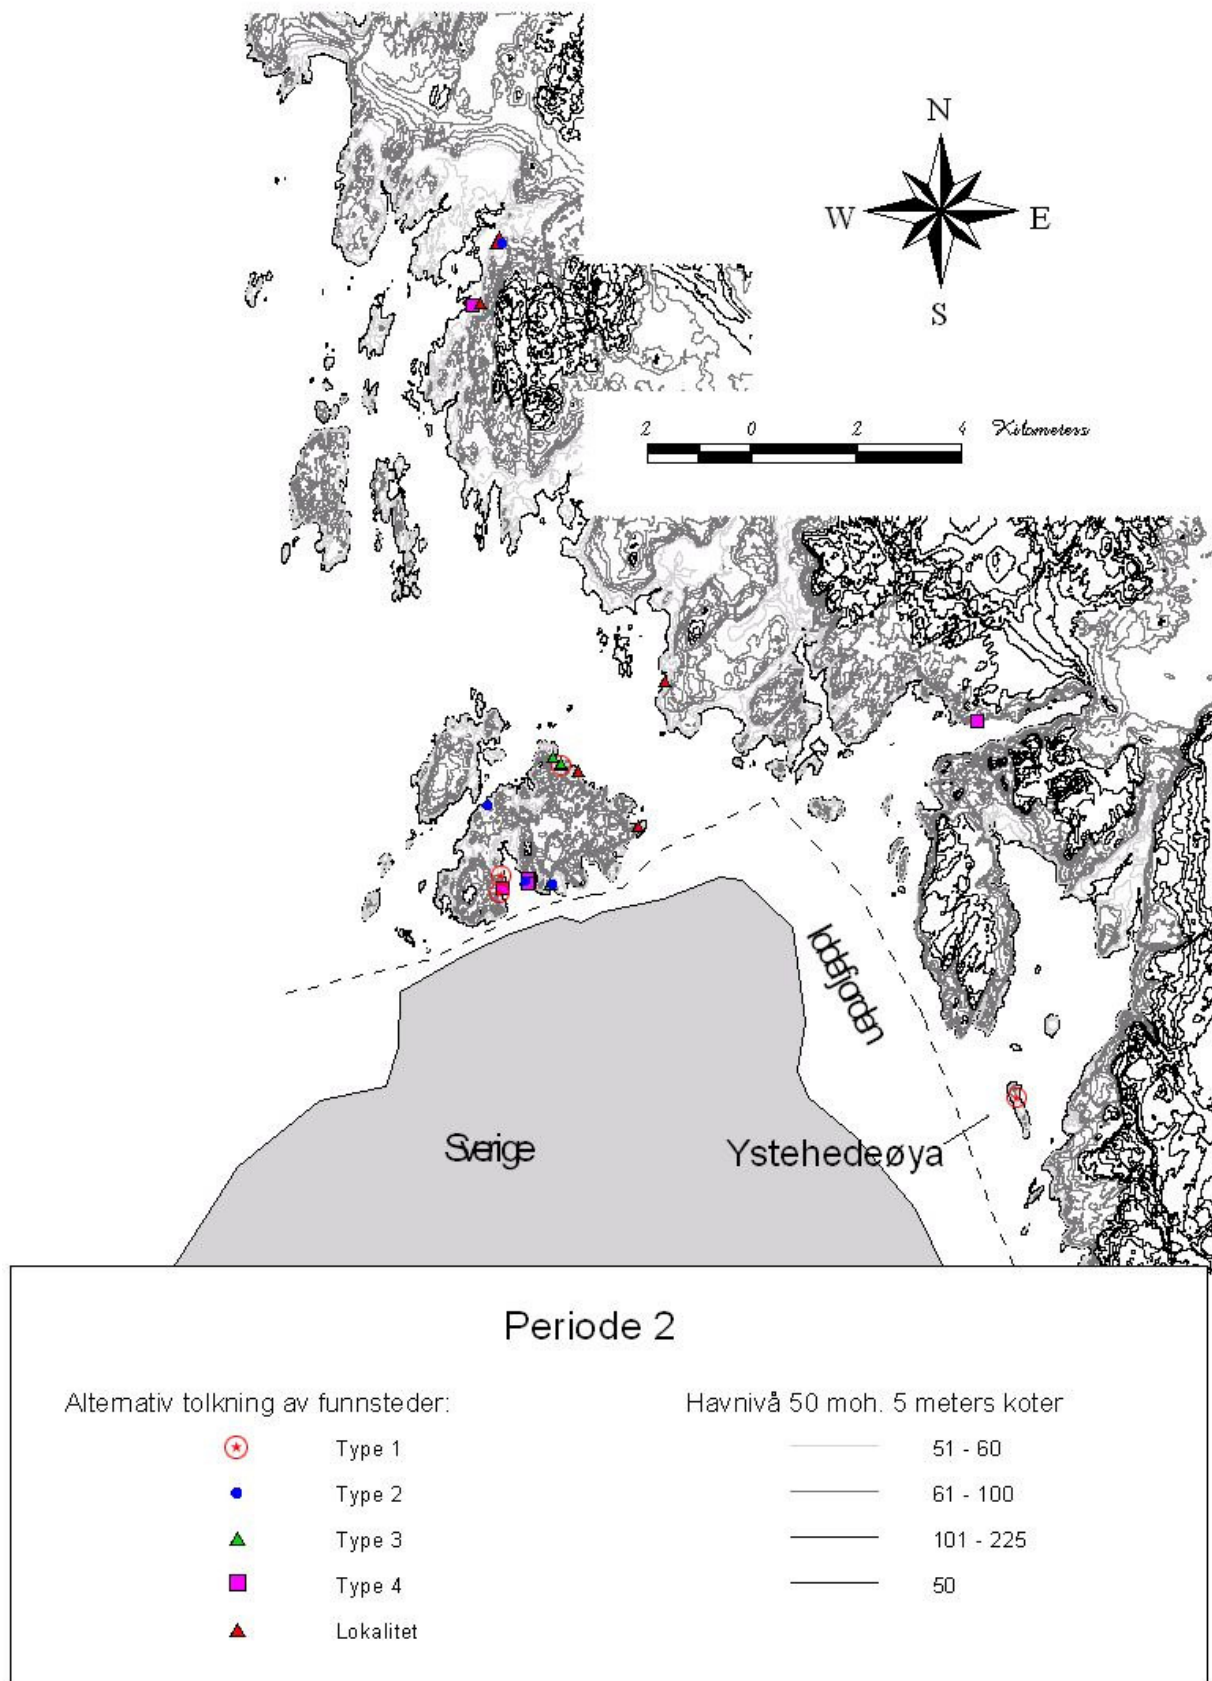 N
W E
S
2 0 2 4 Kilometers
Iddefjorden
Sverige
Ystehedeøya
Periode 2
Alternativ tolkning av funnsteder:
Type 1
Type 2
Type 3
Type 4
Lokalitet
Havnivå 50 moh. 5 meters koter
51 - 60
61 - 100
101 - 225
50